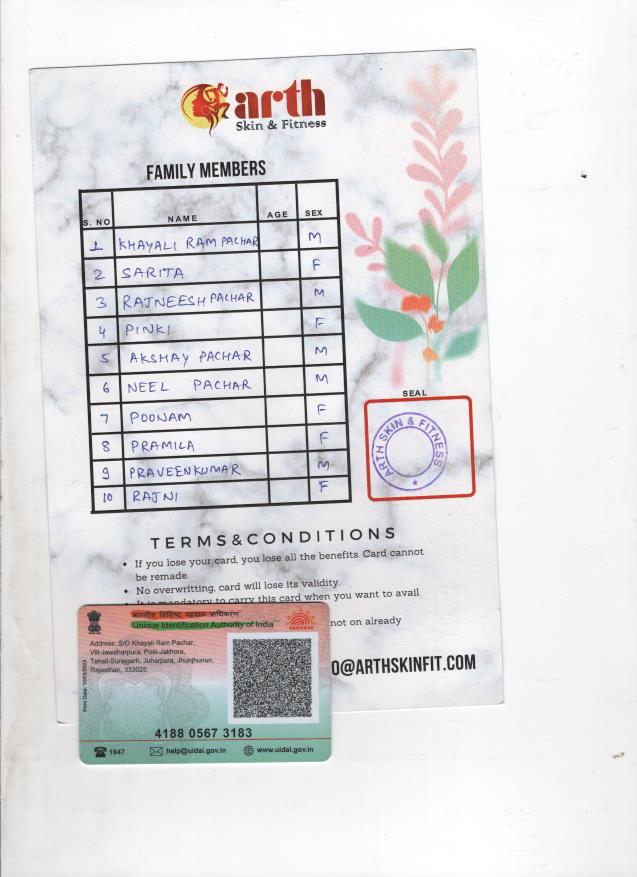 arth
Skin & Fitness
FAMILY MEMBERS
S. NO NAME AGE SEX
1 KHAYALI RAM PACHAR M
2 SARITA F
3 RAJNEESH PACHAR M
4 PINKI F
5 AKSHAY PACHAR M
6 NEEL PACHAR M
7 POONAM F
8 PRAMILA F
9 PRAVEENKUMAR M
10 RAJNI F
SEAL
ARTH SKIN & FITNESS
TERMS&CONDITIONS
• If you lose your card, you lose all the benefits. Card cannot
be remade.
• No overwritting, card will lose its validity.
• It is mandatory to carry this card when you want to avail
not on already
O@ARTHSKINFIT.COM
भारतीय विशिष्ट पहचान प्राधिकरण
Unique Identification Authority of India
AADHAAR
Address: S/O Khayali Ram Pachar,
Vill-Jawaharpura, Post-Jakhora,
Tehsil-Surajgarh, Juharpura, Jhunjhunun,
Rajasthan, 333025
4188 0567 3183
1947 help@uidai.gov.in www.uidai.gov.in